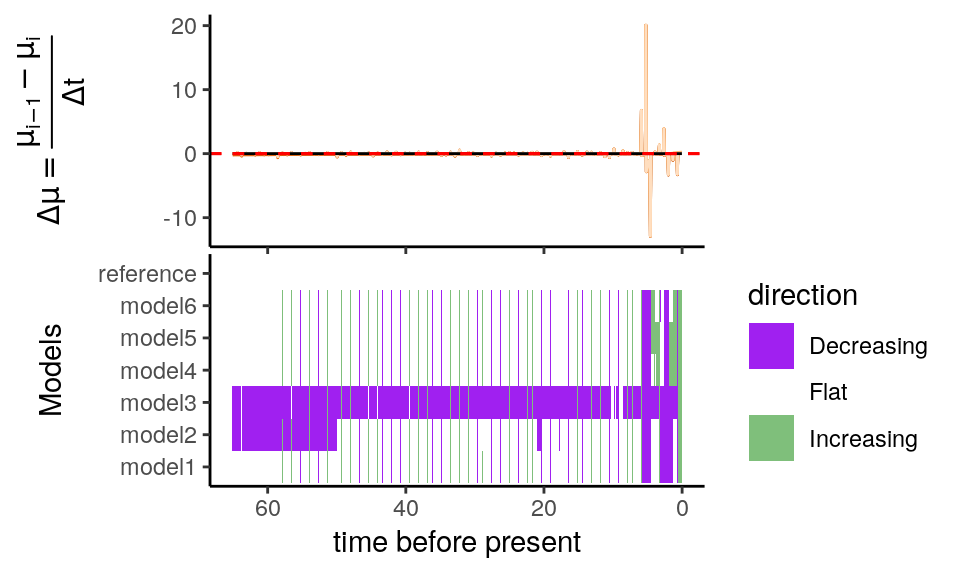 Δμ = (μi−1 − μi) / Δt
20
10
0
-10
Models
reference
model6
model5
model4
model3
model2
model1
60 40 20 0
time before present
direction
Decreasing
Flat
Increasing